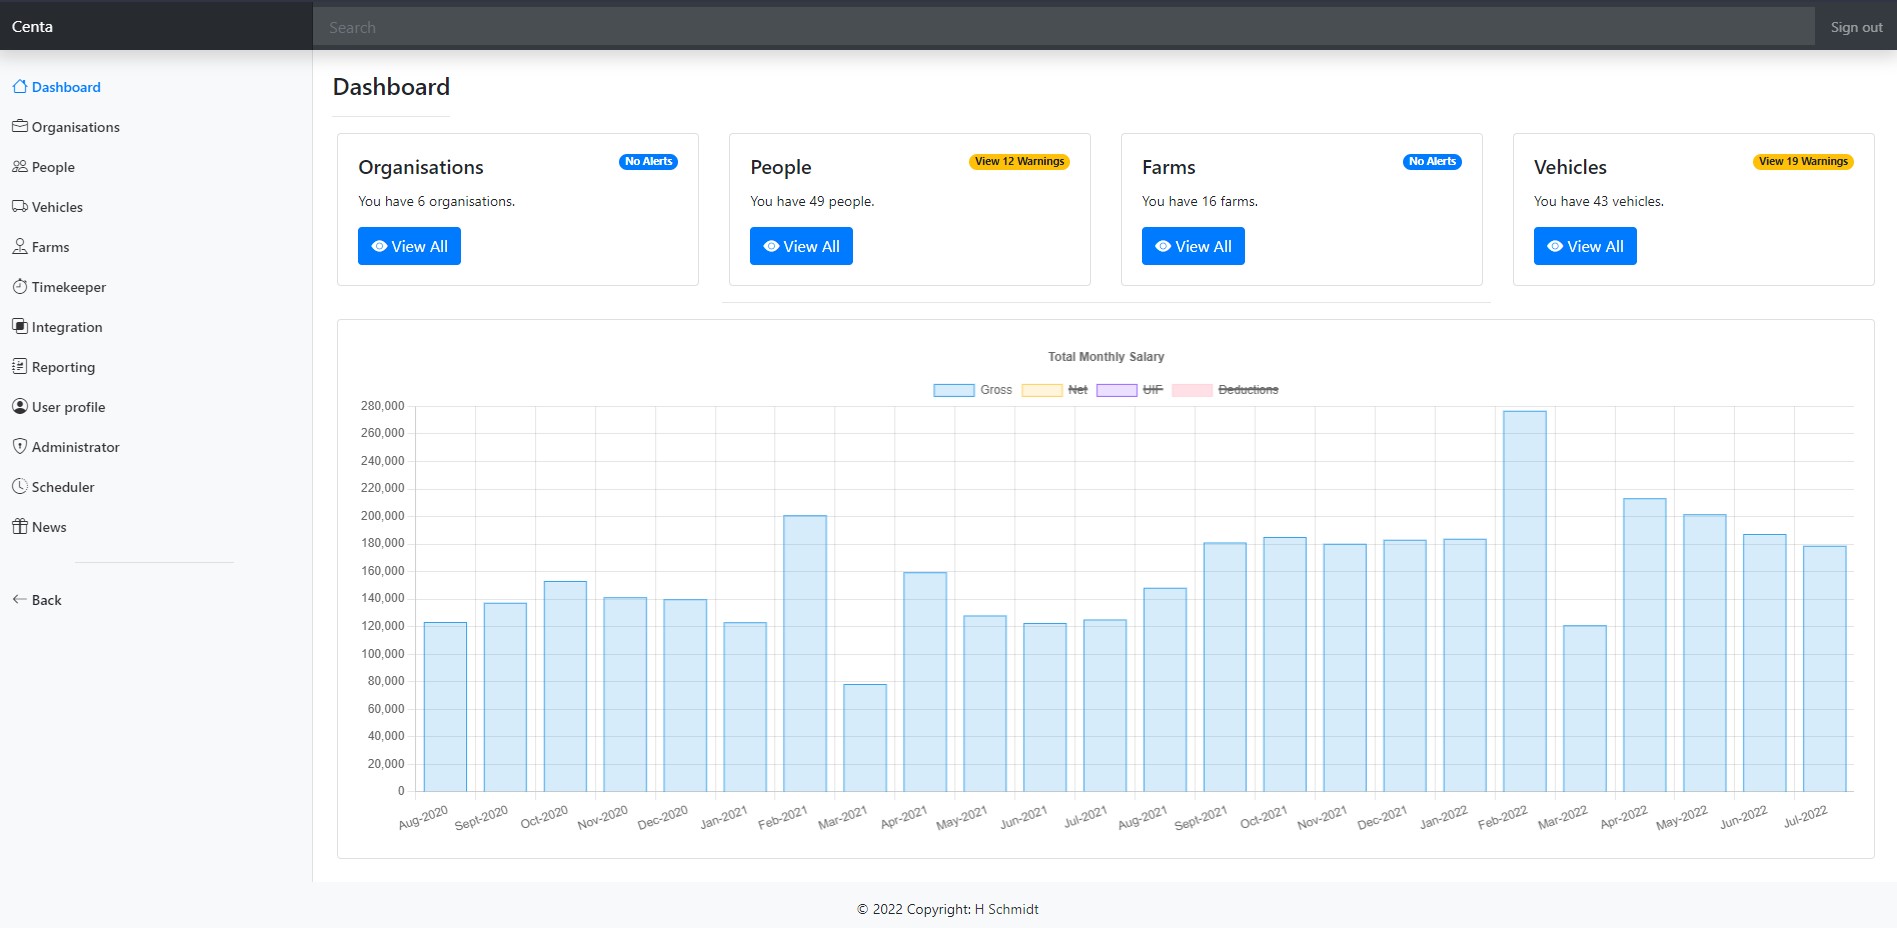 Centa
Search
Sign out
Dashboard
Organisations
People
Vehicles
Farms
Timekeeper
Integration
Reporting
User profile
Administrator
Scheduler
News
Back
Dashboard
Organisations
No Alerts
You have 6 organisations.
View All
People
View 12 Warnings
You have 49 people.
View All
Farms
No Alerts
You have 16 farms.
View All
Vehicles
View 19 Warnings
You have 43 vehicles.
View All
Total Monthly Salary
Gross Net UIF Deductions
280,000
260,000
240,000
220,000
200,000
180,000
160,000
140,000
120,000
100,000
80,000
60,000
40,000
20,000
0
Aug-2020 Sept-2020 Oct-2020 Nov-2020 Dec-2020 Jan-2021 Feb-2021 Mar-2021 Apr-2021 May-2021 Jun-2021 Jul-2021 Aug-2021 Sept-2021 Oct-2021 Nov-2021 Dec-2021 Jan-2022 Feb-2022 Mar-2022 Apr-2022 May-2022 Jun-2022 Jul-2022
© 2022 Copyright: H Schmidt